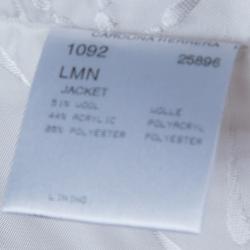 CAROLINA HERRERA
1092 25896
LMN
JACKET
51% WOOL WOLLE
44% ACRYLIC POLYACRYL
05% POLYESTER POLYESTER
LINING